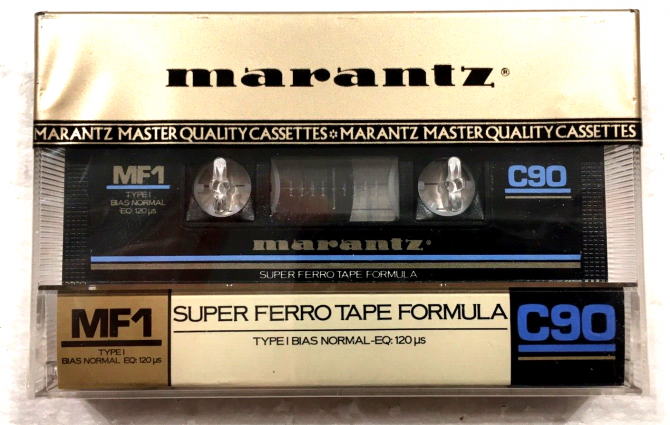 marantz®
MARANTZ MASTER QUALITY CASSETTES✡MARANTZ MASTER QUALITY CASSETTES
MF1
TYPE I
BIAS NORMAL
EQ: 120 µs
C90
marantz®
SUPER FERRO TAPE FORMULA
MF1
TYPE I
BIAS NORMAL EQ: 120 µs
SUPER FERRO TAPE FORMULA
TYPE I BIAS NORMAL-EQ: 120 µs
C90